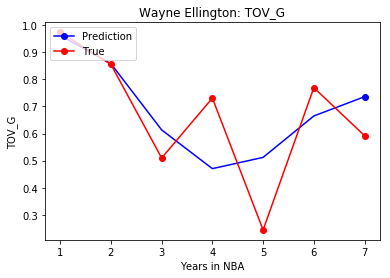 Wayne Ellington: TOV_G
1.0
0.9
0.8
0.7
0.6
0.5
0.4
0.3
TOV_G
Prediction
True
1 2 3 4 5 6 7
Years in NBA